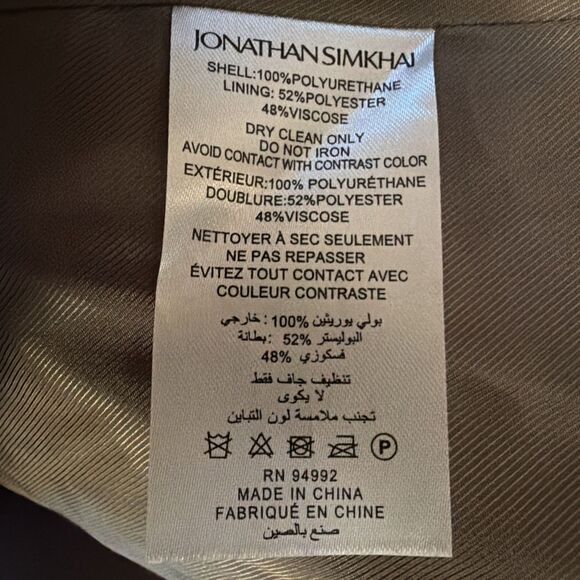 JONATHAN SIMKHAI
SHELL:100%POLYURETHANE
LINING: 52%POLYESTER
48%VISCOSE
DRY CLEAN ONLY
DO NOT IRON
AVOID CONTACT WITH CONTRAST COLOR
EXTÉRIEUR:100% POLYURÉTHANE
DOUBLURE:52%POLYESTER
48%VISCOSE
NETTOYER À SEC SEULEMENT
NE PAS REPASSER
ÉVITEZ TOUT CONTACT AVEC
COULEUR CONTRASTE
بولي يوريثين 100% : خارجي
البوليستر 52% : بطانة
فسكوزي 48%
تنظيف جاف فقط
لا يكوى
تجنب ملامسة لون التباين
P
RN 94992
MADE IN CHINA
FABRIQUÉ EN CHINE
صنع بالصين